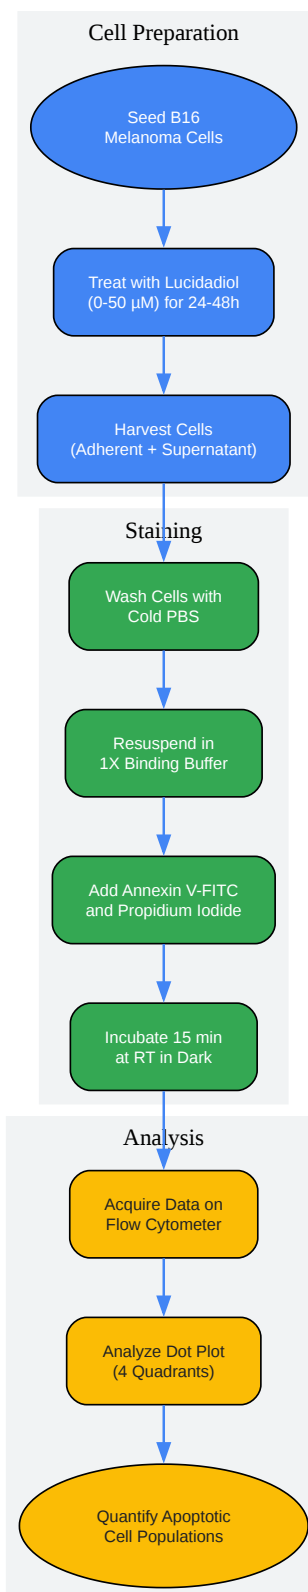 Cell Preparation
Seed B16
Melanoma Cells
Treat with Lucidadiol
(0-50 µM) for 24-48h
Harvest Cells
(Adherent + Supernatant)
Staining
Wash Cells with
Cold PBS
Resuspend in
1X Binding Buffer
Add Annexin V-FITC
and Propidium Iodide
Incubate 15 min
at RT in Dark
Analysis
Acquire Data on
Flow Cytometer
Analyze Dot Plot
(4 Quadrants)
Quantify Apoptotic
Cell Populations